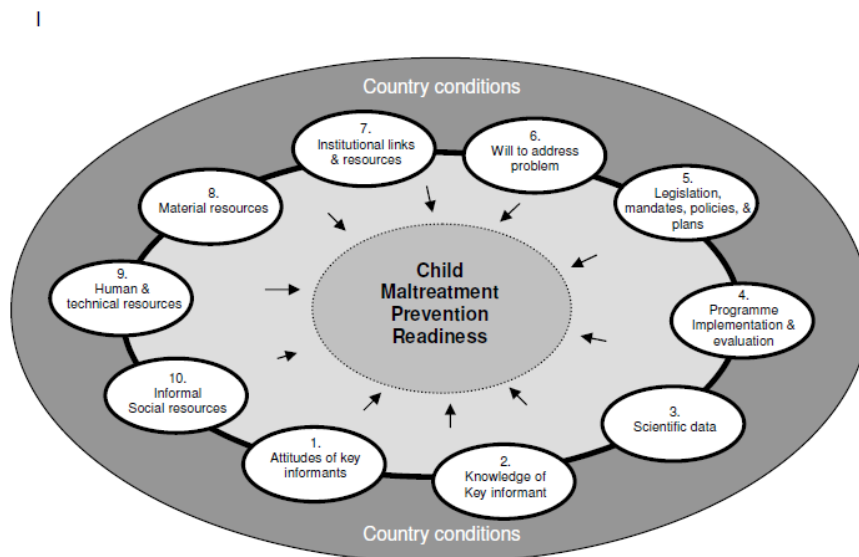 I
Country conditions
7.
Institutional links
& resources
6.
Will to address
problem
8.
Material resources
5.
Legislation,
mandates, policies, &
plans
9.
Human &
technical resources
Child
Maltreatment
Prevention
Readiness
4.
Programme
Implementation &
evaluation
10.
Informal
Social resources
3.
Scientific data
1.
Attitudes of key
informants
2.
Knowledge of
Key informant
Country conditions